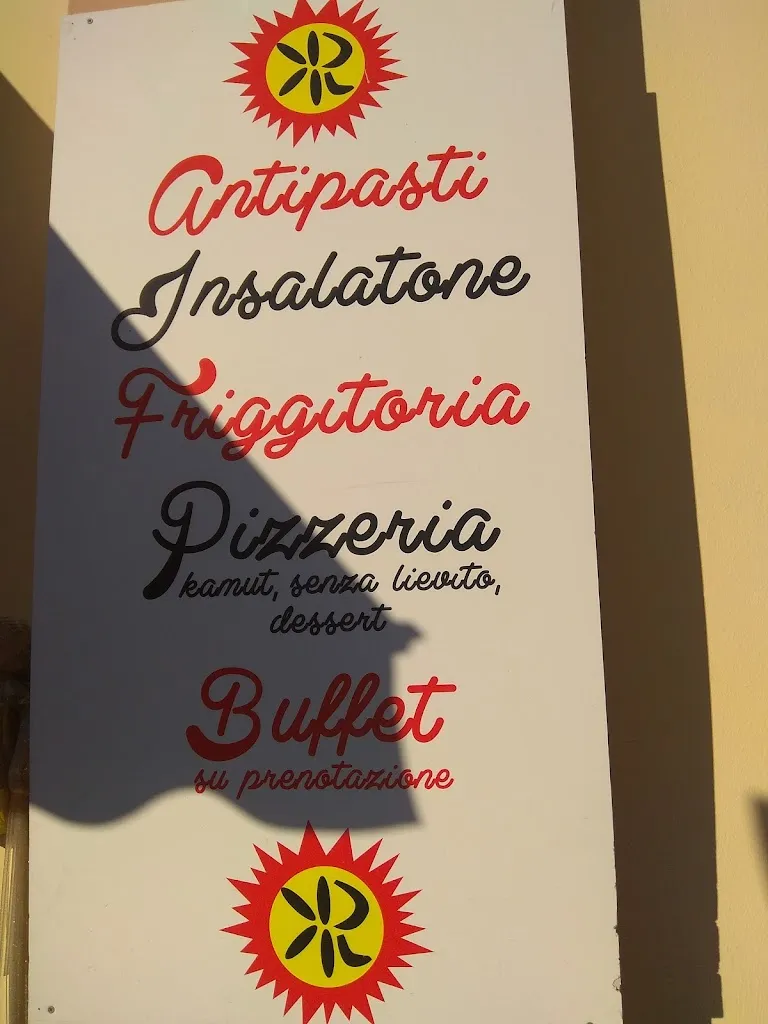 Antipasti
Insalatone
Friggitoria
Pizzeria
kamut, senza lievito,
dessert
Buffet
su prenotazione